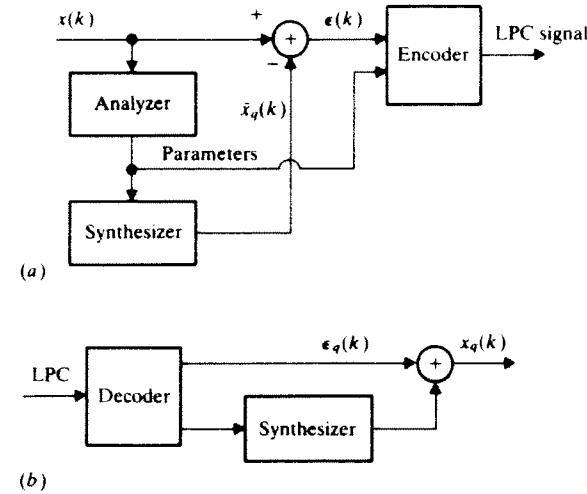 x(k)
+
+
ϵ(k)
LPC signal
Encoder
−
Analyzer
x̃q(k)
Parameters
Synthesizer
(a)
ϵq(k)
+
xq(k)
LPC
Decoder
Synthesizer
(b)